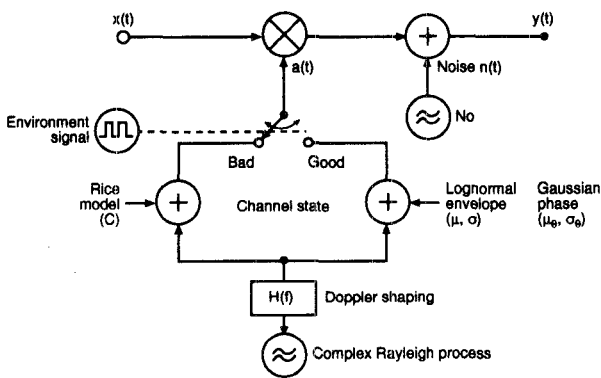 x(t)
y(t)
a(t)
Noise n(t)
No
Environment
signal
Bad
Good
Rice
model
(C)
Channel state
Lognormal
envelope
(μ, σ)
Gaussian
phase
(μθ, σθ)
H(f)
Doppler shaping
Complex Rayleigh process